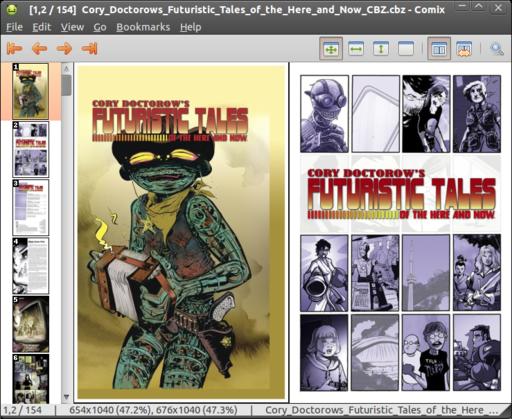 [1,2 / 154] Cory_Doctorows_Futuristic_Tales_of_the_Here_and_Now_CBZ.cbz - Comix
File Edit View Go Bookmarks Help
1
2
3
4
5
6
CORY DOCTOROW'S
FUTURISTIC TALES
OF THE HERE AND NOW
CORY DOCTOROW'S
FUTURISTIC TALES
OF THE HERE AND NOW
1,2 / 154 654x1040 (47.2%), 676x1040 (47.3%) Cory_Doctorows_Futuristic_Tales_of_the_Here_...